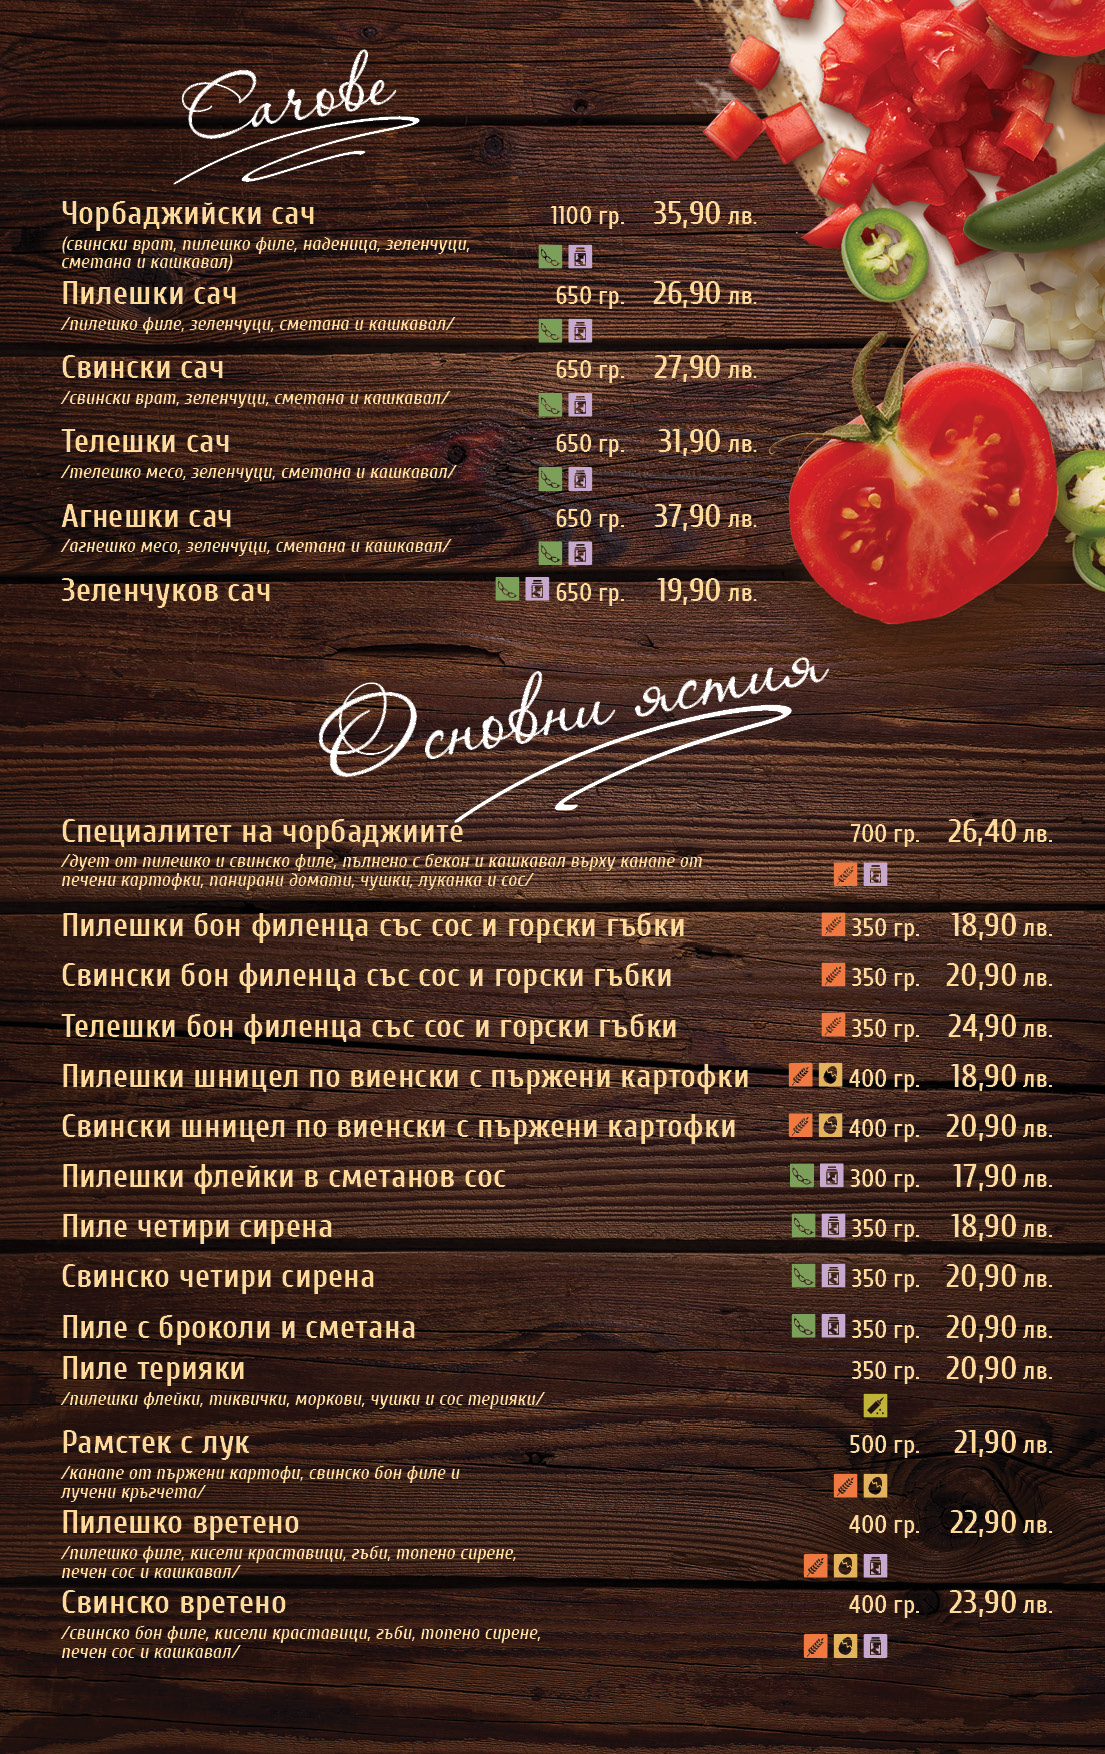 Сачове
Чорбаджийски сач 1100 гр. 35,90 лв.
(свински врат, пилешко филе, наденица, зеленчуци,
сметана и кашкавал)
Пилешки сач 650 гр. 26,90 лв.
/пилешко филе, зеленчуци, сметана и кашкавал/
Свински сач 650 гр. 27,90 лв.
/свински врат, зеленчуци, сметана и кашкавал/
Телешки сач 650 гр. 31,90 лв.
/телешко месо, зеленчуци, сметана и кашкавал/
Агнешки сач 650 гр. 37,90 лв.
/агнешко месо, зеленчуци, сметана и кашкавал/
Зеленчуков сач 650 гр. 19,90 лв.
Основни ястия
Специалитет на чорбаджиите 700 гр. 26,40 лв.
/дует от пилешко и свинско филе, пълнено с бекон и кашкавал върху канапе от
печени картофки, панирани домати, чушки, луканка и сос/
Пилешки бон филенца със сос и горски гъбки 350 гр. 18,90 лв.
Свински бон филенца със сос и горски гъбки 350 гр. 20,90 лв.
Телешки бон филенца със сос и горски гъбки 350 гр. 24,90 лв.
Пилешки шницел по виенски с пържени картофки 400 гр. 18,90 лв.
Свински шницел по виенски с пържени картофки 400 гр. 20,90 лв.
Пилешки флейки в сметанов сос 300 гр. 17,90 лв.
Пиле четири сирена 350 гр. 18,90 лв.
Свинско четири сирена 350 гр. 20,90 лв.
Пиле с броколи и сметана 350 гр. 20,90 лв.
Пиле терияки 350 гр. 20,90 лв.
/пилешки флейки, тиквички, моркови, чушки и сос терияки/
Рамстек с лук 500 гр. 21,90 лв.
/канапе от пържени картофи, свинско бон филе и
лучени кръгчета/
Пилешко вретено 400 гр. 22,90 лв.
/пилешко филе, кисели краставици, гъби, топено сирене,
печен сос и кашкавал/
Свинско вретено 400 гр. 23,90 лв.
/свинско бон филе, кисели краставици, гъби, топено сирене,
печен сос и кашкавал/